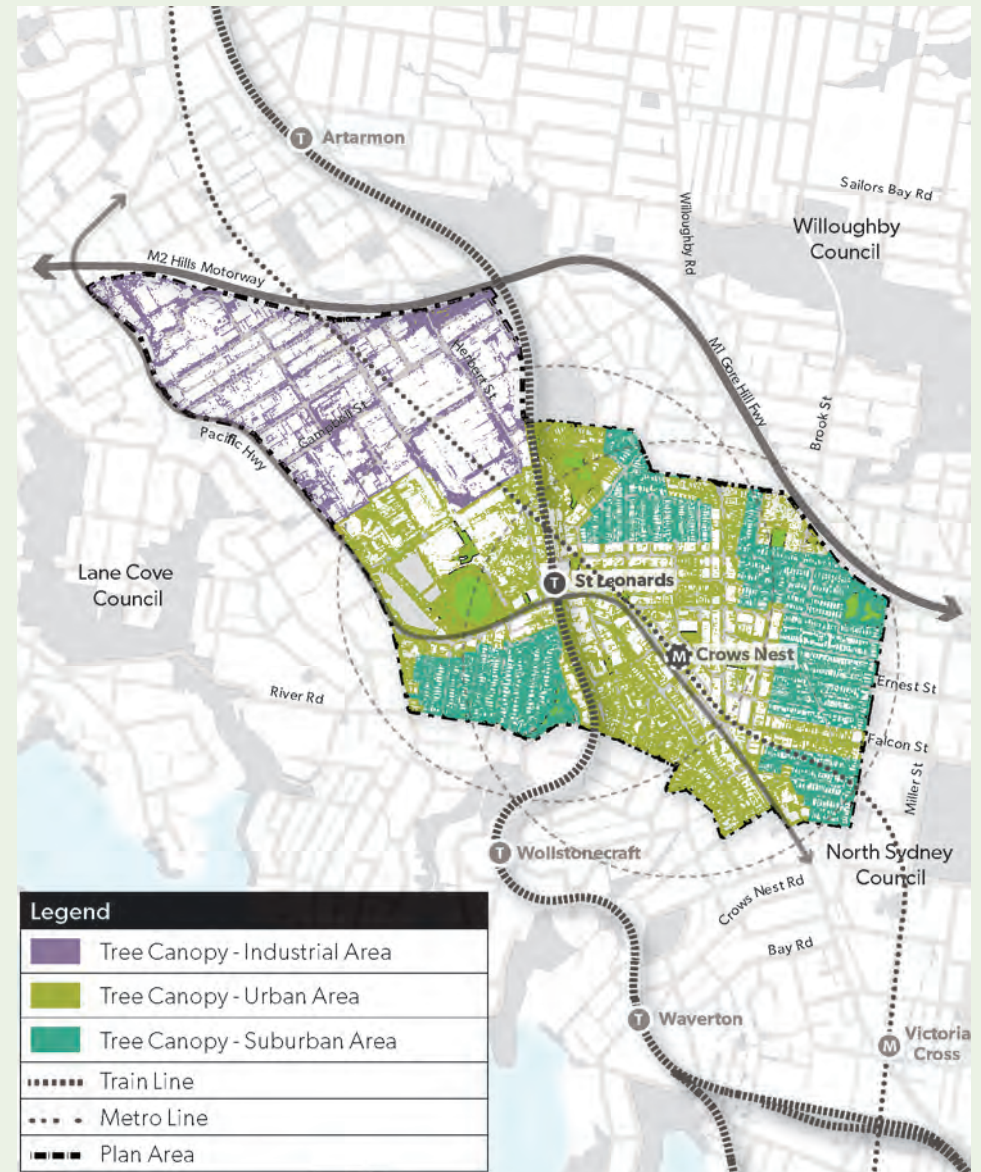 T Artarmon
Sailors Bay Rd
Willoughby Rd
Willoughby
Council
M2 Hills Motorway
Herbert St
M1 Gore Hill Fwy
Brook St
Campbell St
Pacific Hwy
Lane Cove
Council
T St Leonards
M Crows Nest
Ernest St
River Rd
Falcon St
Miller St
T Wollstonecraft
North Sydney
Council
Crows Nest Rd
Bay Rd
T Waverton
M Victoria
Cross
Legend
Tree Canopy - Industrial Area
Tree Canopy - Urban Area
Tree Canopy - Suburban Area
Train Line
Metro Line
Plan Area